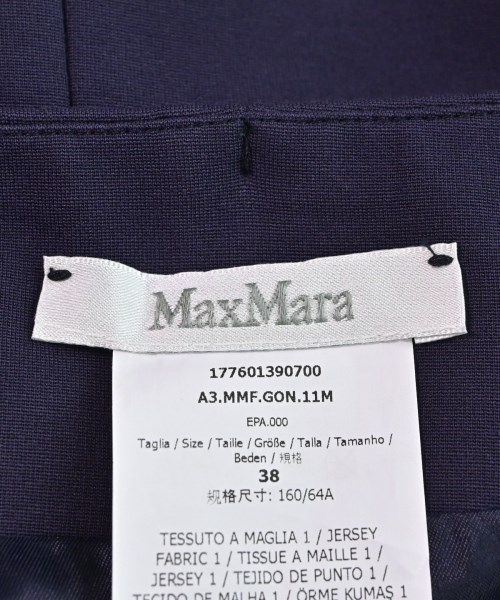 MaxMara
177601390700
A3.MMF.GON.11M
EPA.000
Taglia / Size / Taille / Größe / Talla / Tamanho /
Beden / 规格
38
规格尺寸: 160/64A
TESSUTO A MAGLIA 1 / JERSEY
FABRIC 1 / TISSUE A MAILLE 1 /
JERSEY 1 / TEJIDO DE PUNTO 1 /
TECIDO DE MALHA 1 / ÖRME KUMAŞ 1